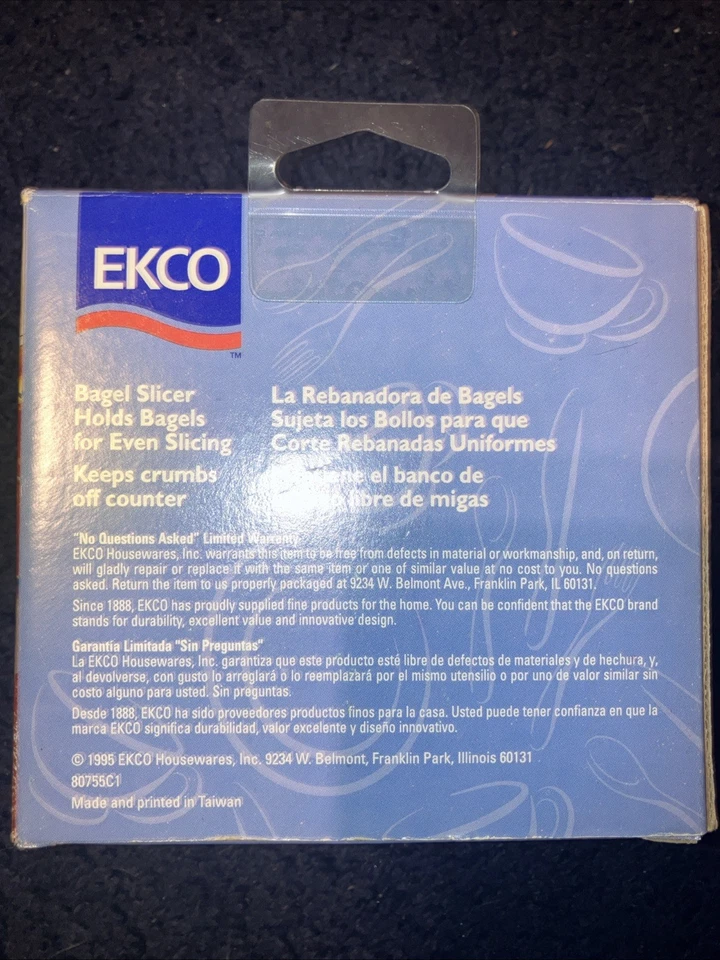 EKCO
TM
Bagel Slicer
Holds Bagels
for Even Slicing
Keeps crumbs
off counter
La Rebanadora de Bagels
Sujeta los Bollos para que
Corte Rebanadas Uniformes
el banco de
libre de migas
"No Questions Asked" Limited Warranty
EKCO Housewares, Inc. warrants this item to be free from defects in material or workmanship, and, on return,
will gladly repair or replace it with the same item or one of similar value at no cost to you. No questions
asked. Return the item to us properly packaged at 9234 W. Belmont Ave., Franklin Park, IL 60131.
Since 1888, EKCO has proudly supplied fine products for the home. You can be confident that the EKCO brand
stands for durability, excellent value and innovative design.
Garantía Limitada "Sin Preguntas"
La EKCO Housewares, Inc. garantiza que este producto esté libre de defectos de materiales y de hechura, y,
al devolverse, con gusto lo arreglará o lo reemplazará por el mismo utensilio o por uno de valor similar sin
costo alguno para usted. Sin preguntas.
Desde 1888, EKCO ha sido proveedores productos finos para la casa. Usted puede tener confianza en que la
marca EKCO significa durabilidad, valor excelente y diseño innovativo.
© 1995 EKCO Housewares, Inc. 9234 W. Belmont, Franklin Park, Illinois 60131
80755C1
Made and printed in Taiwan